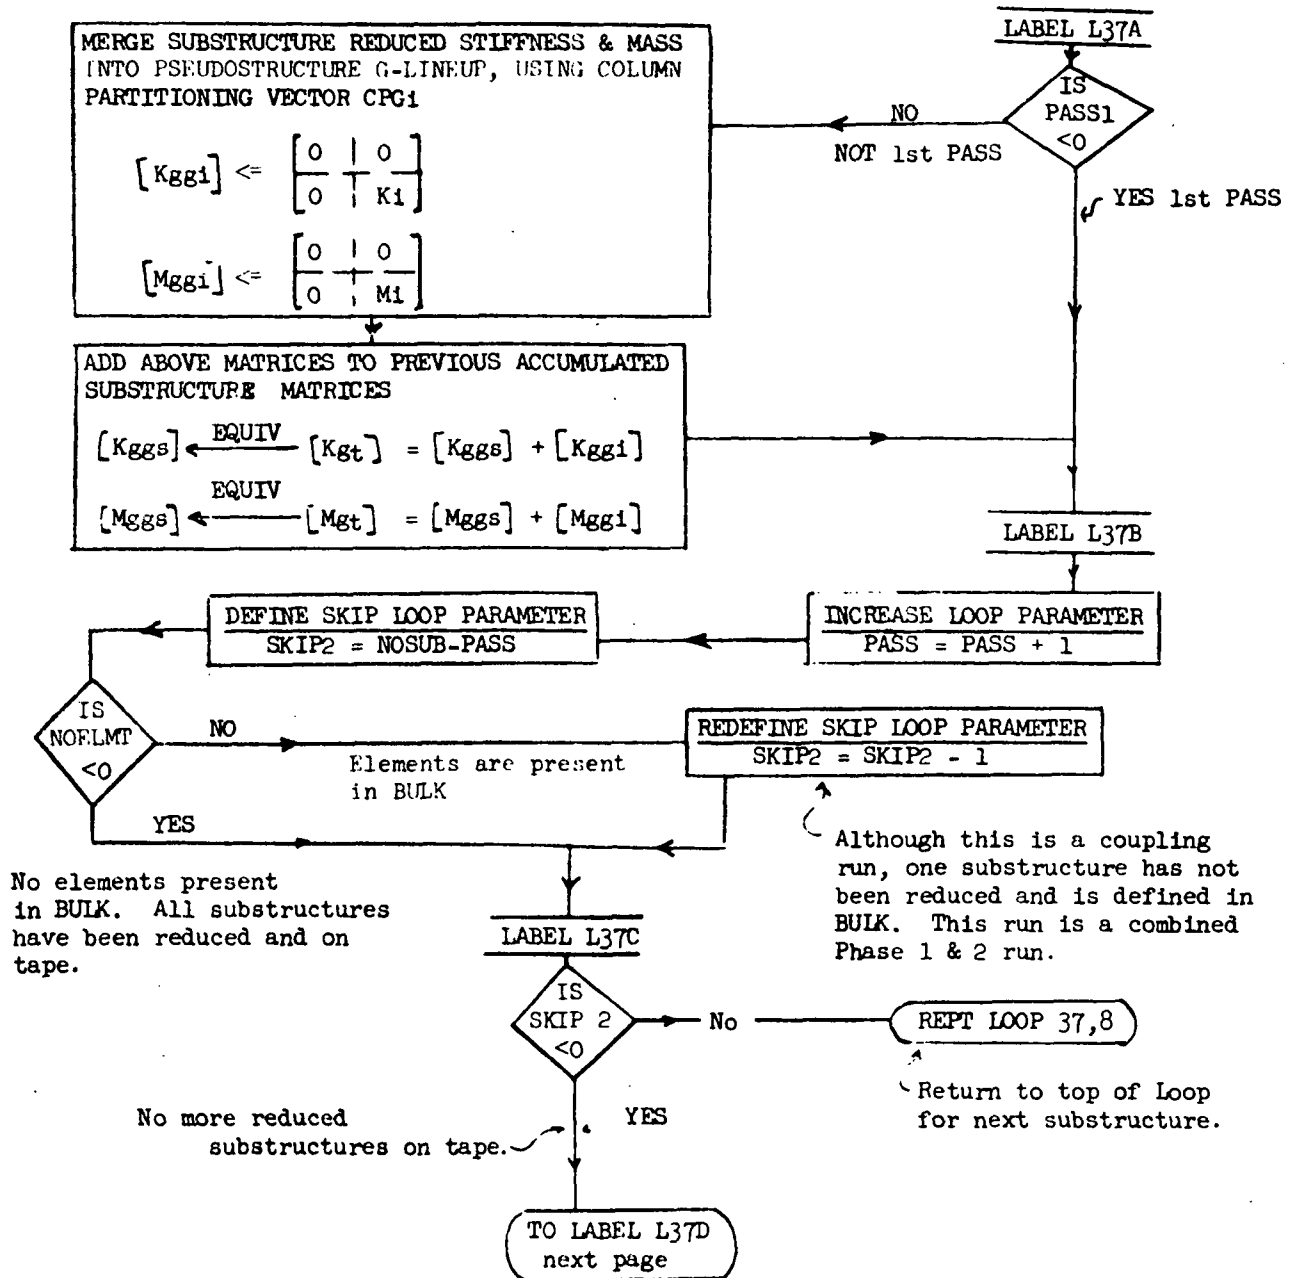 LABEL L37A
IS
PASS1
<0
NO
NOT 1st PASS
YES 1st PASS
MERGE SUBSTRUCTURE REDUCED STIFFNESS & MASS
INTO PSEUDOSTRUCTURE G-LINEUP, USING COLUMN
PARTITIONING VECTOR CPGi
[Kggi] <= [0 | 0
0 | Ki]
[Mggi] <= [0 | 0
0 | Mi]
ADD ABOVE MATRICES TO PREVIOUS ACCUMULATED
SUBSTRUCTURE MATRICES
[Kggs] EQUIV [Kgt] = [Kggs] + [Kggi]
[Mggs] EQUIV [Mgt] = [Mggs] + [Mggi]
LABEL L37B
INCREASE LOOP PARAMETER
PASS = PASS + 1
DEFINE SKIP LOOP PARAMETER
SKIP2 = NOSUB-PASS
IS
NOELMT
<0
NO
Elements are present
in BULK
REDEFINE SKIP LOOP PARAMETER
SKIP2 = SKIP2 - 1
YES
Although this is a coupling
run, one substructure has not
been reduced and is defined in
BULK. This run is a combined
Phase 1 & 2 run.
No elements present
in BULK. All substructures
have been reduced and on
tape.
LABEL L37C
IS
SKIP 2
<0
No
REPT LOOP 37,8
Return to top of Loop
for next substructure.
No more reduced
substructures on tape.
YES
TO LABEL L37D
next page